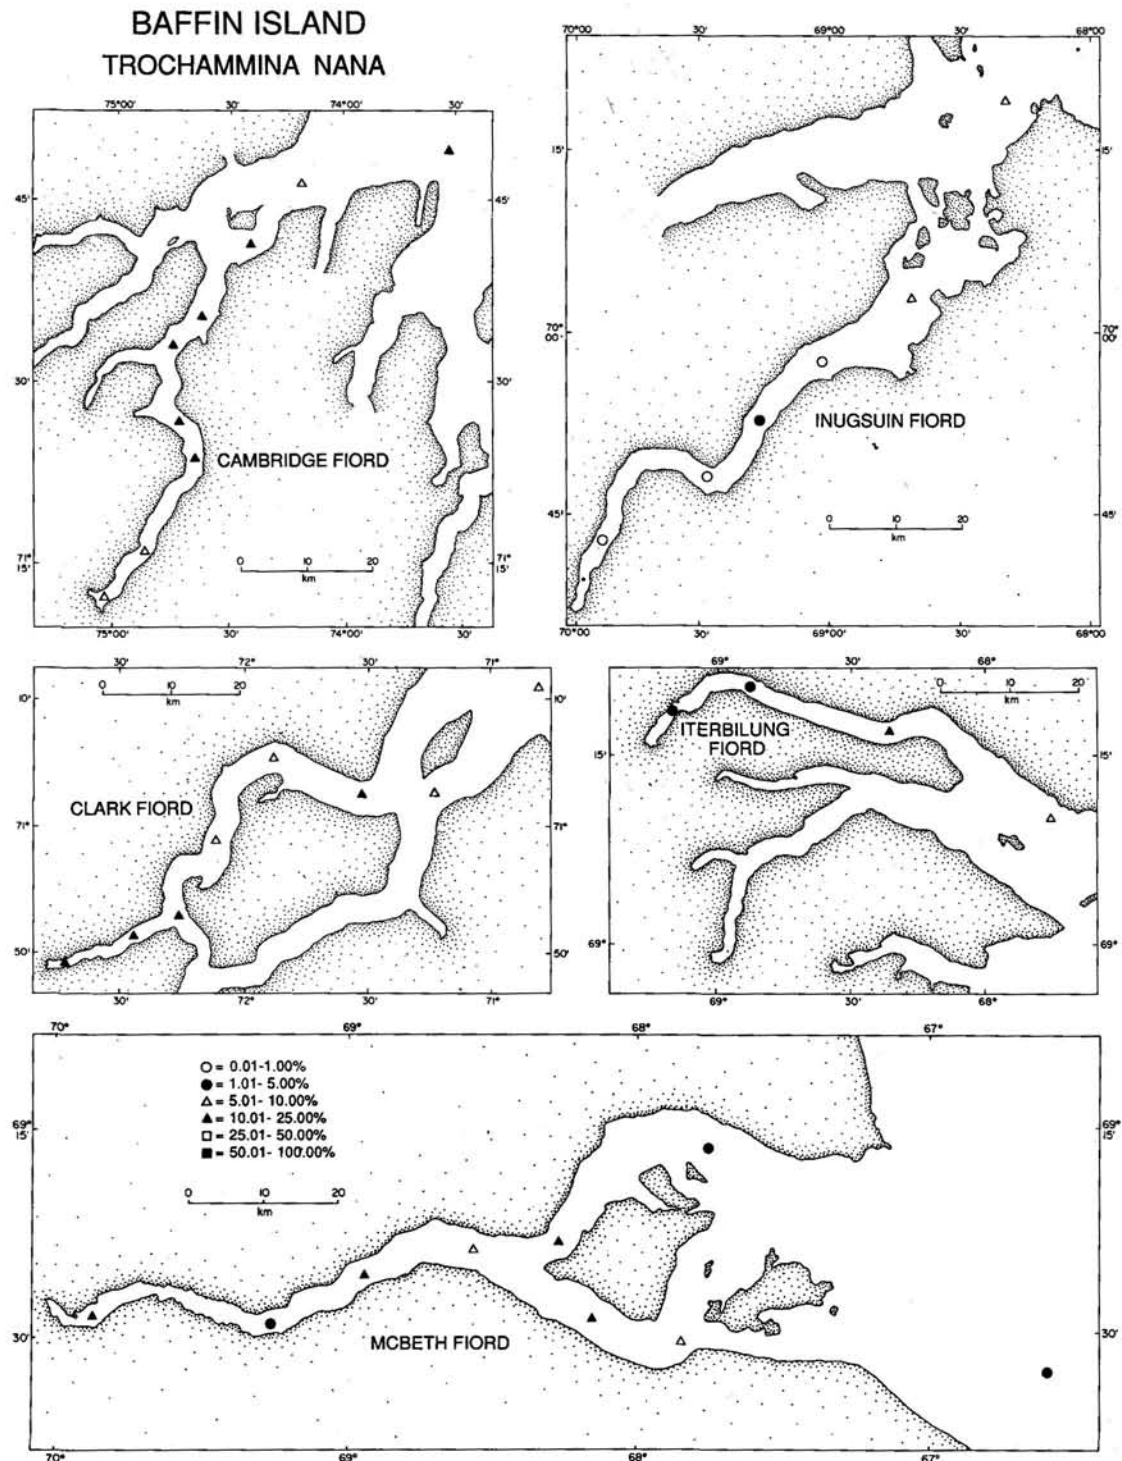 BAFFIN ISLAND
TROCHAMMINA NANA
75°00' 30' 74°00' 30'
45' 45'
30' 30'
CAMBRIDGE FIORD
71° 15' 71° 15'
0 10 20
km
75°00' 30' 74°00' 30'
70°00' 30' 69°00' 30' 68°00'
15' 15'
70° 00' 70° 00'
INUGSUIN FIORD
45' 45'
0 10 20
km
70°00' 30' 69°00' 30' 68°00'
30' 72° 30' 71°
0 10 20
km
10' 10'
CLARK FIORD
71° 71°
50' 50'
30' 72° 30' 71°
69° 30' 68°
0 10 20
km
ITERBILUNG
FIORD
15' 15'
69° 69°
69° 30' 68°
70° 69° 68° 67°
○ = 0.01-1.00%
● = 1.01- 5.00%
△ = 5.01- 10.00%
▲ = 10.01- 25.00%
□ = 25.01- 50.00%
■ = 50.01- 100.00%
69° 15' 69° 15'
0 10 20
km
MCBETH FIORD
30' 30'
70° 69° 68° 67°